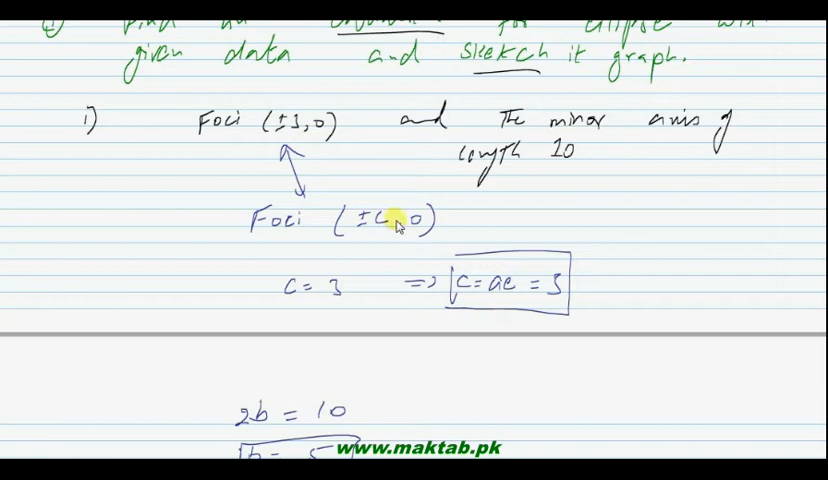 given data and sketch it graph.
i) Foci (±3,0) and the minor axis of
length 10
Foci (±c, 0)
c = 3 => c = ae = 3
2b = 10
b = 5
www.maktab.pk